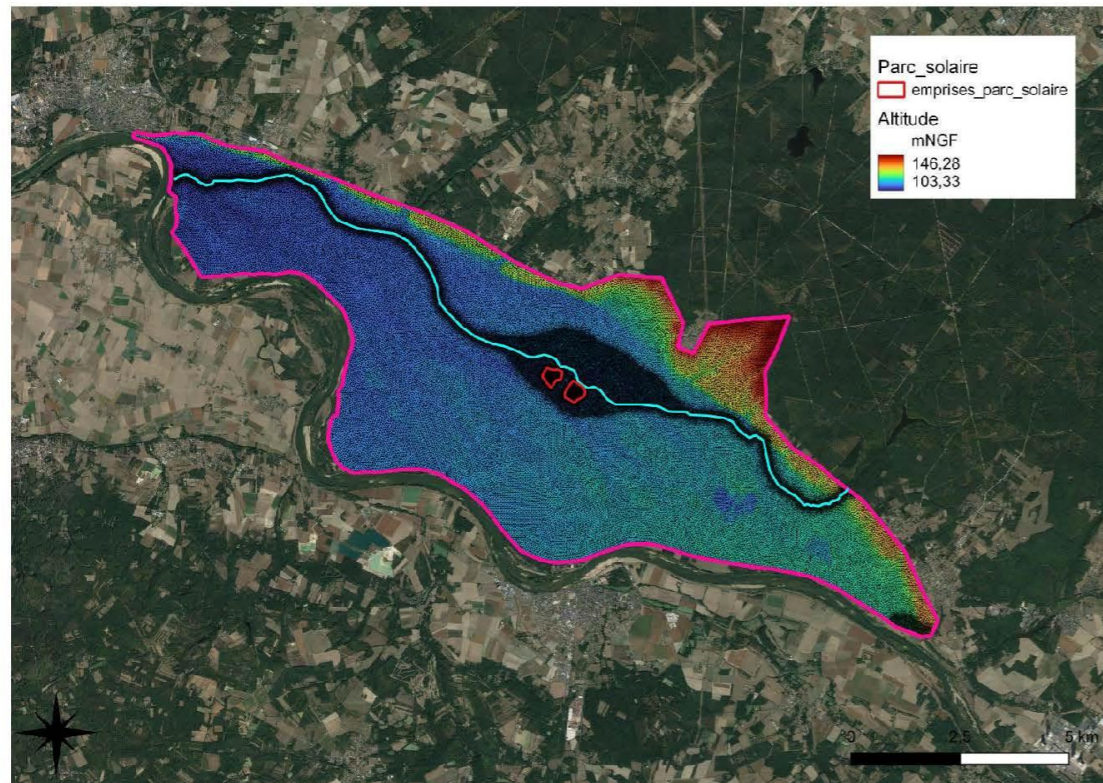 Parc_solaire
emprises_parc_solaire
Altitude
mNGF
146,28
103,33
0 2,5 5 km